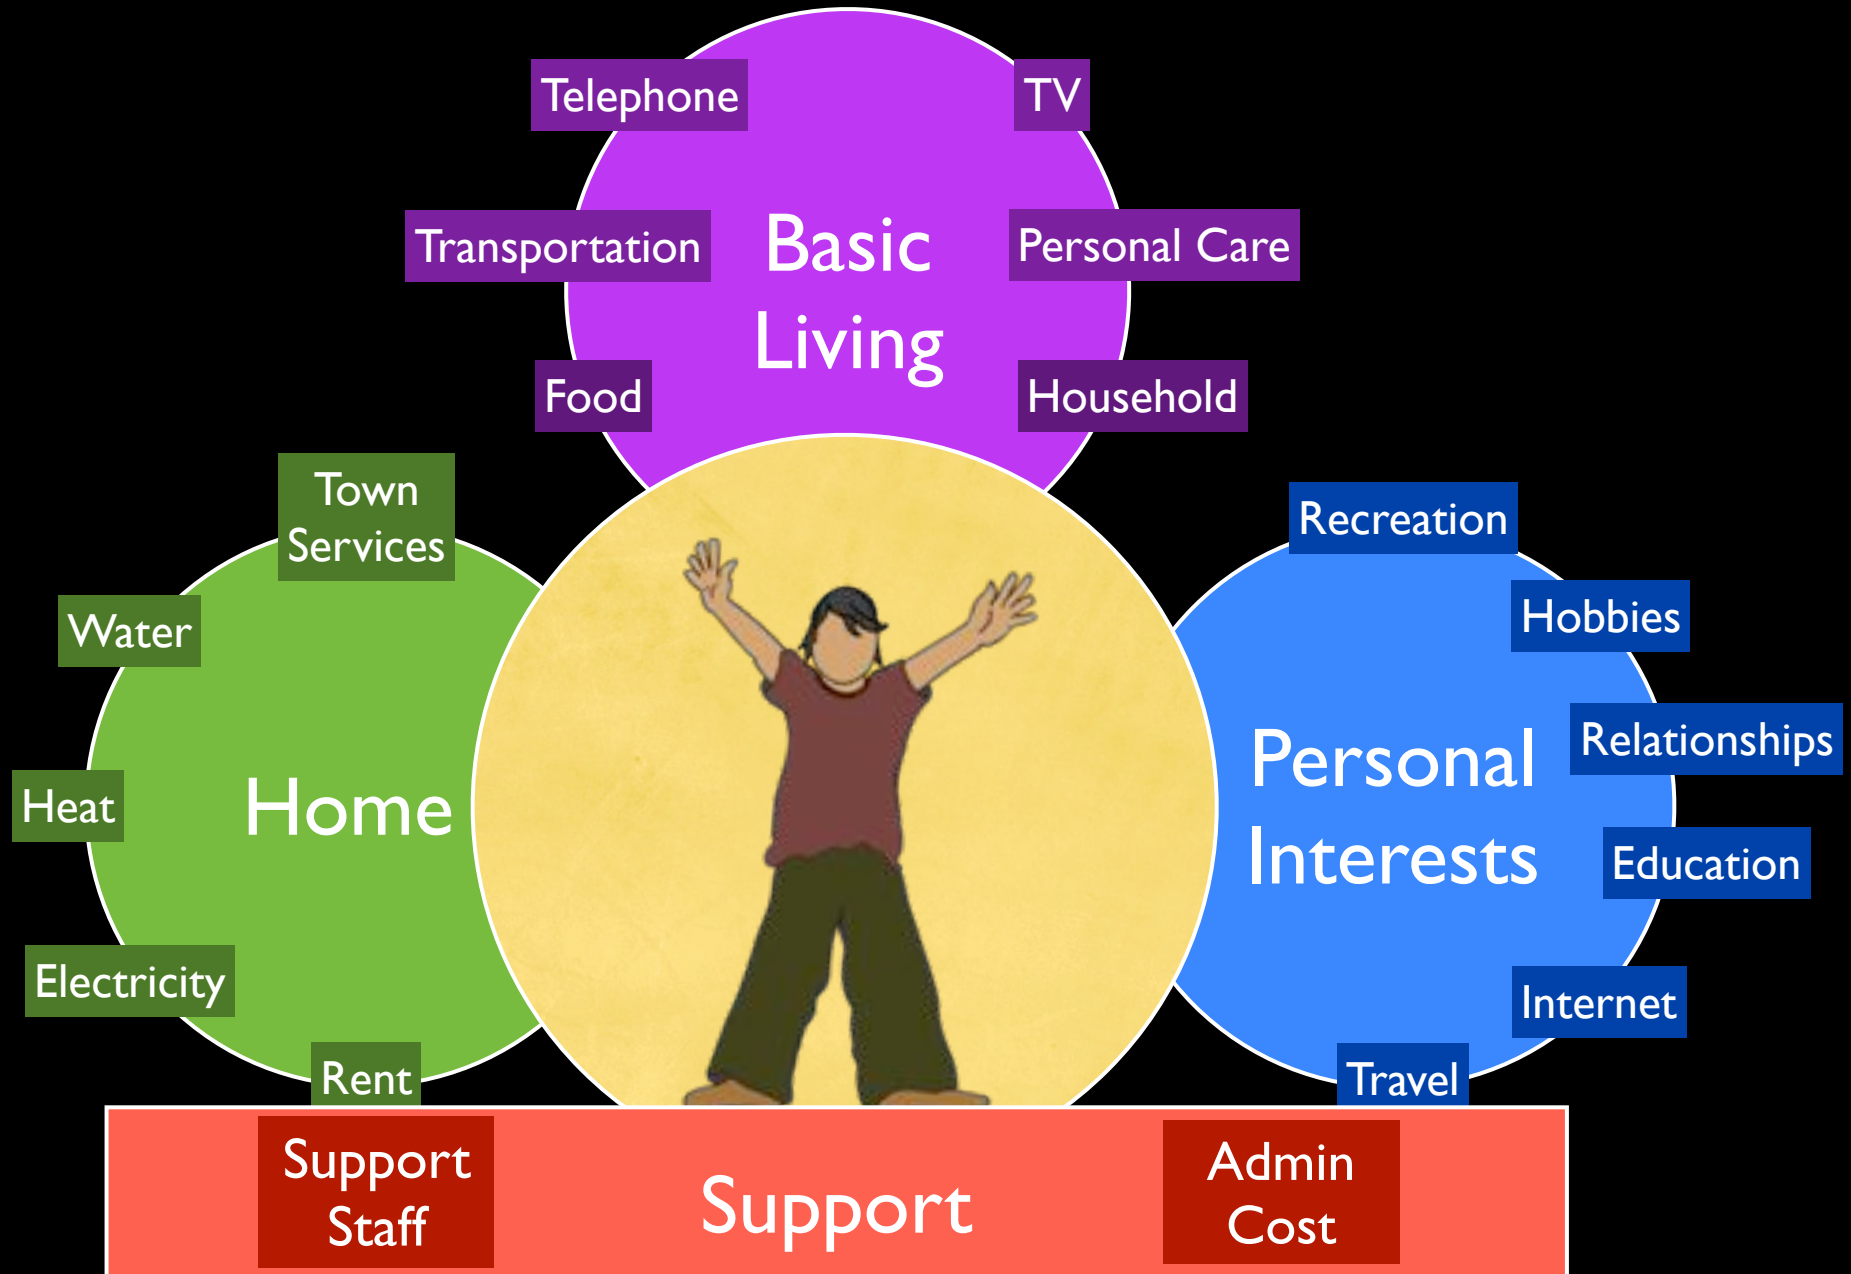 Telephone
TV
Transportation
Basic
Living
Personal Care
Food
Household
Town
Services
Water
Heat
Home
Electricity
Rent
Recreation
Hobbies
Relationships
Personal
Interests
Education
Internet
Travel
Support
Staff
Support
Admin
Cost